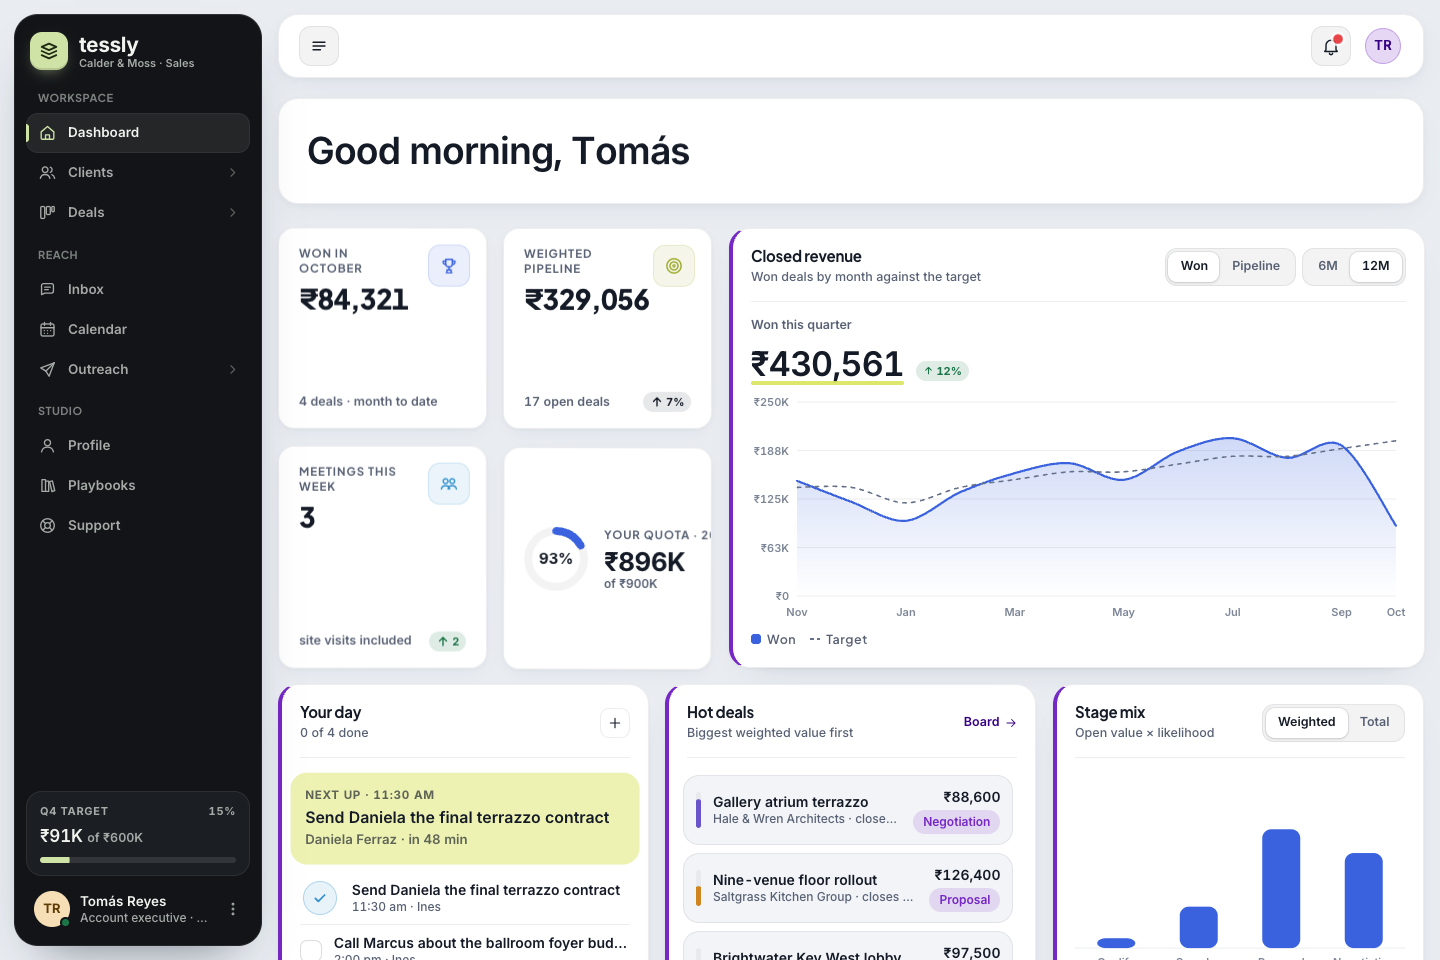 tessly
Calder & Moss · Sales
WORKSPACE
Dashboard
Clients
Deals
REACH
Inbox
Calendar
Outreach
STUDIO
Profile
Playbooks
Support
Q4 TARGET
15%
₹91K of ₹600K
TR
Tomás Reyes
Account executive · ...
TR
Good morning, Tomás
WON IN
OCTOBER
₹84,321
4 deals · month to date
WEIGHTED
PIPELINE
₹329,056
17 open deals
↑ 7%
MEETINGS THIS
WEEK
3
site visits included
↑ 2
93%
YOUR QUOTA ·
₹896K
of ₹900K
Closed revenue
Won deals by month against the target
Won
Pipeline
6M
12M
Won this quarter
₹430,561
↑ 12%
₹250K
₹188K
₹125K
₹63K
₹0
Nov
Jan
Mar
May
Jul
Sep
Oct
Won
Target
Your day
0 of 4 done
NEXT UP · 11:30 AM
Send Daniela the final terrazzo contract
Daniela Ferraz · in 48 min
Send Daniela the final terrazzo contract
11:30 am · Ines
Call Marcus about the ballroom foyer bud...
2:00 pm · Ines
Hot deals
Biggest weighted value first
Board →
Gallery atrium terrazzo
Hale & Wren Architects · close...
₹88,600
Negotiation
Nine-venue floor rollout
Saltgrass Kitchen Group · closes ...
₹126,400
Proposal
Brightwater Key West lobby
₹97,500
Stage mix
Open value × likelihood
Weighted
Total